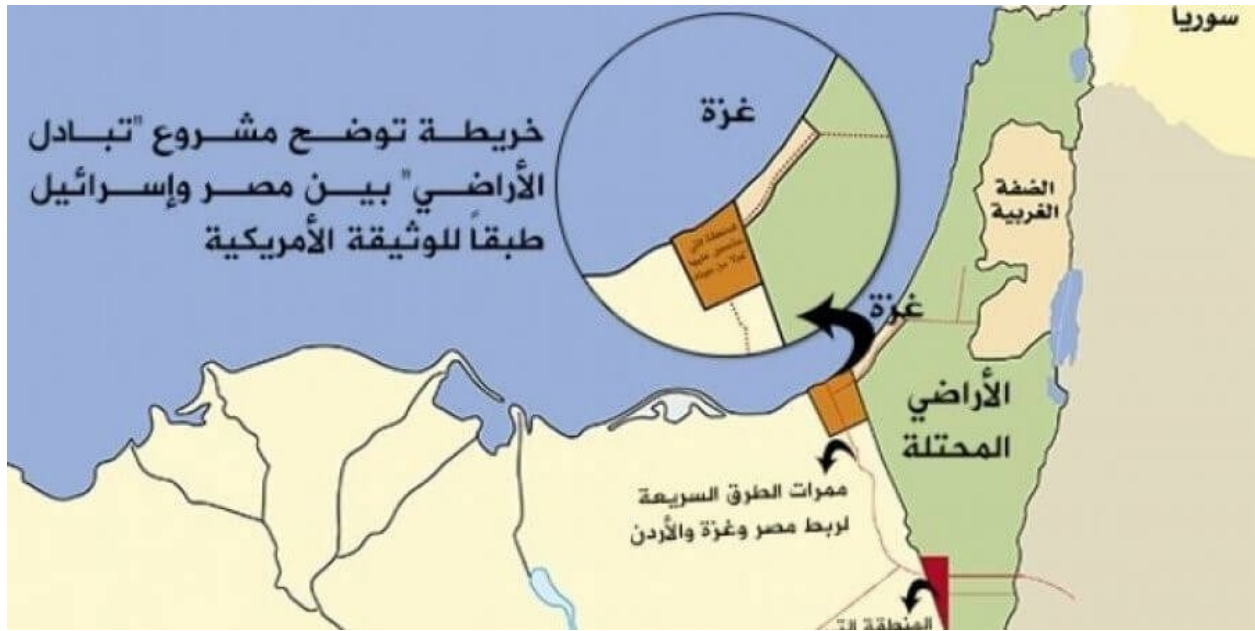 سوريا
خريطة توضح مشروع "تبادل
الأراضي" بين مصر وإسرائيل
طبقاً للوثيقة الأمريكية
غزة
الضفة
الغربية
غزة
الأراضي
المحتلة
ممرات الطرق السريعة
لربط مصر وغزة والأردن
المنطقة